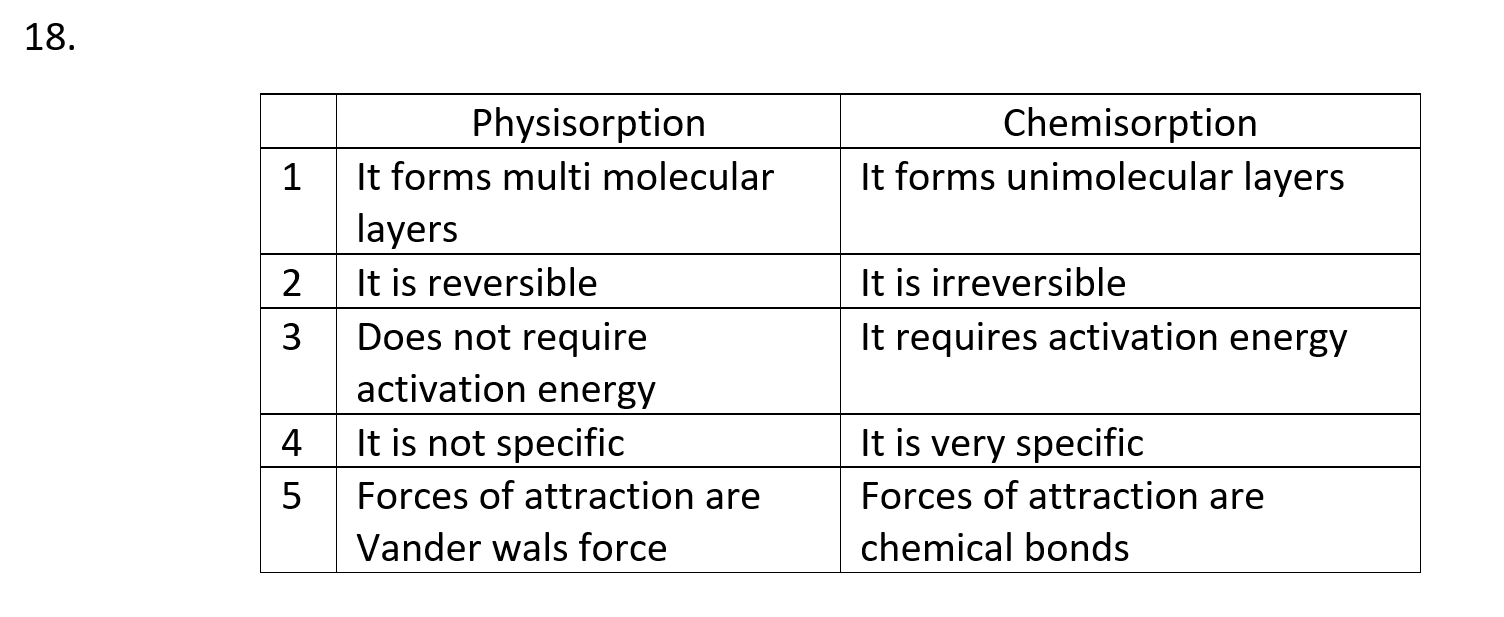 18.
Physisorption Chemisorption
1 It forms multi molecular It forms unimolecular layers
layers
2 It is reversible It is irreversible
3 Does not require It requires activation energy
activation energy
4 It is not specific It is very specific
5 Forces of attraction are Forces of attraction are
Vander wals force chemical bonds